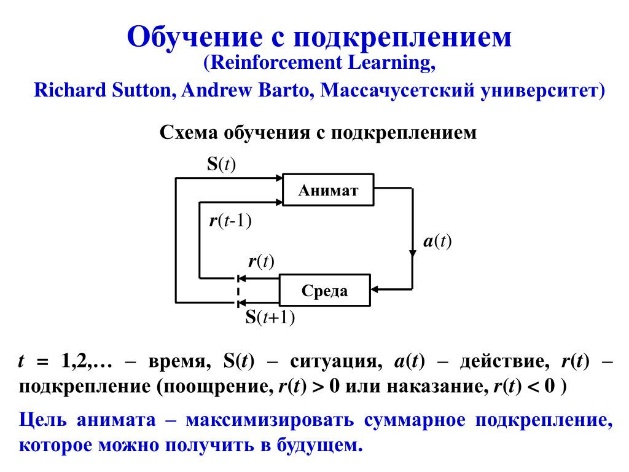 Обучение с подкреплением
(Reinforcement Learning,
Richard Sutton, Andrew Barto, Массачусетский университет)
Схема обучения с подкреплением
S(t)
Анимат
r(t-1)
a(t)
r(t)
Среда
S(t+1)
t = 1,2,… – время, S(t) – ситуация, a(t) – действие, r(t) –
подкрепление (поощрение, r(t) > 0 или наказание, r(t) < 0 )
Цель анимата – максимизировать суммарное подкрепление,
которое можно получить в будущем.